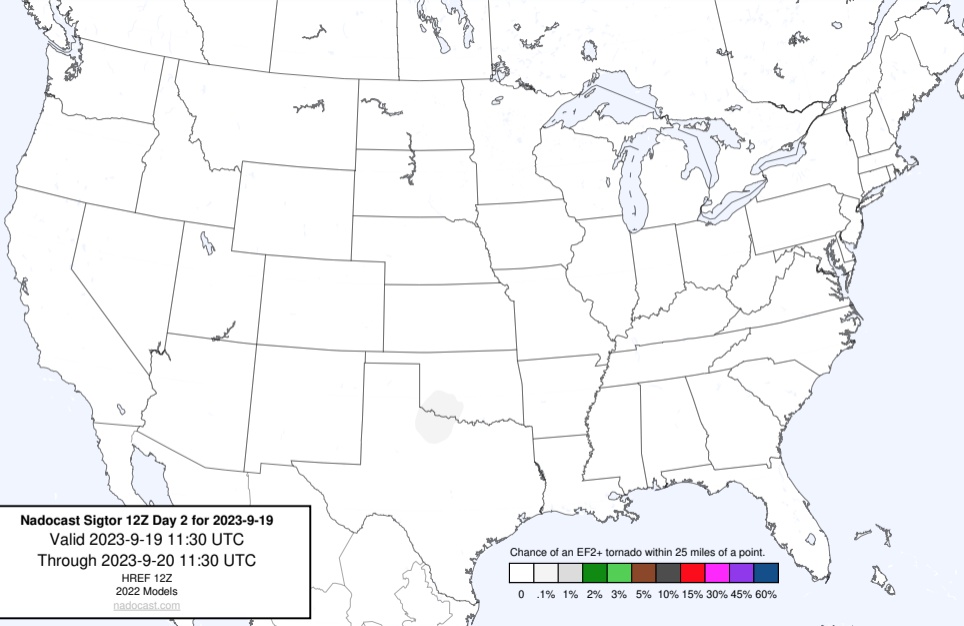 Nadocast Sigtor 12Z Day 2 for 2023-9-19
Valid 2023-9-19 11:30 UTC
Through 2023-9-20 11:30 UTC
HREF 12Z
2022 Models
nadocast.com
Chance of an EF2+ tornado within 25 miles of a point.
0 .1% 1% 2% 3% 5% 10% 15% 30% 45% 60%